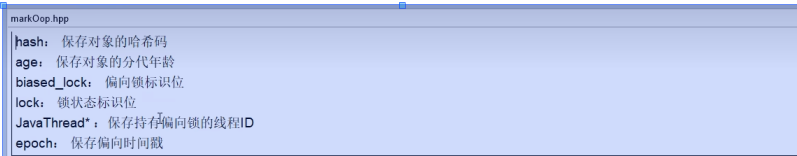 markOop.hpp
hash： 保存对象的哈希码
age： 保存对象的分代年龄
biased_lock： 偏向锁标识位
lock： 锁状态标识位
JavaThread*： 保存持有偏向锁的线程ID
epoch： 保存偏向时间戳